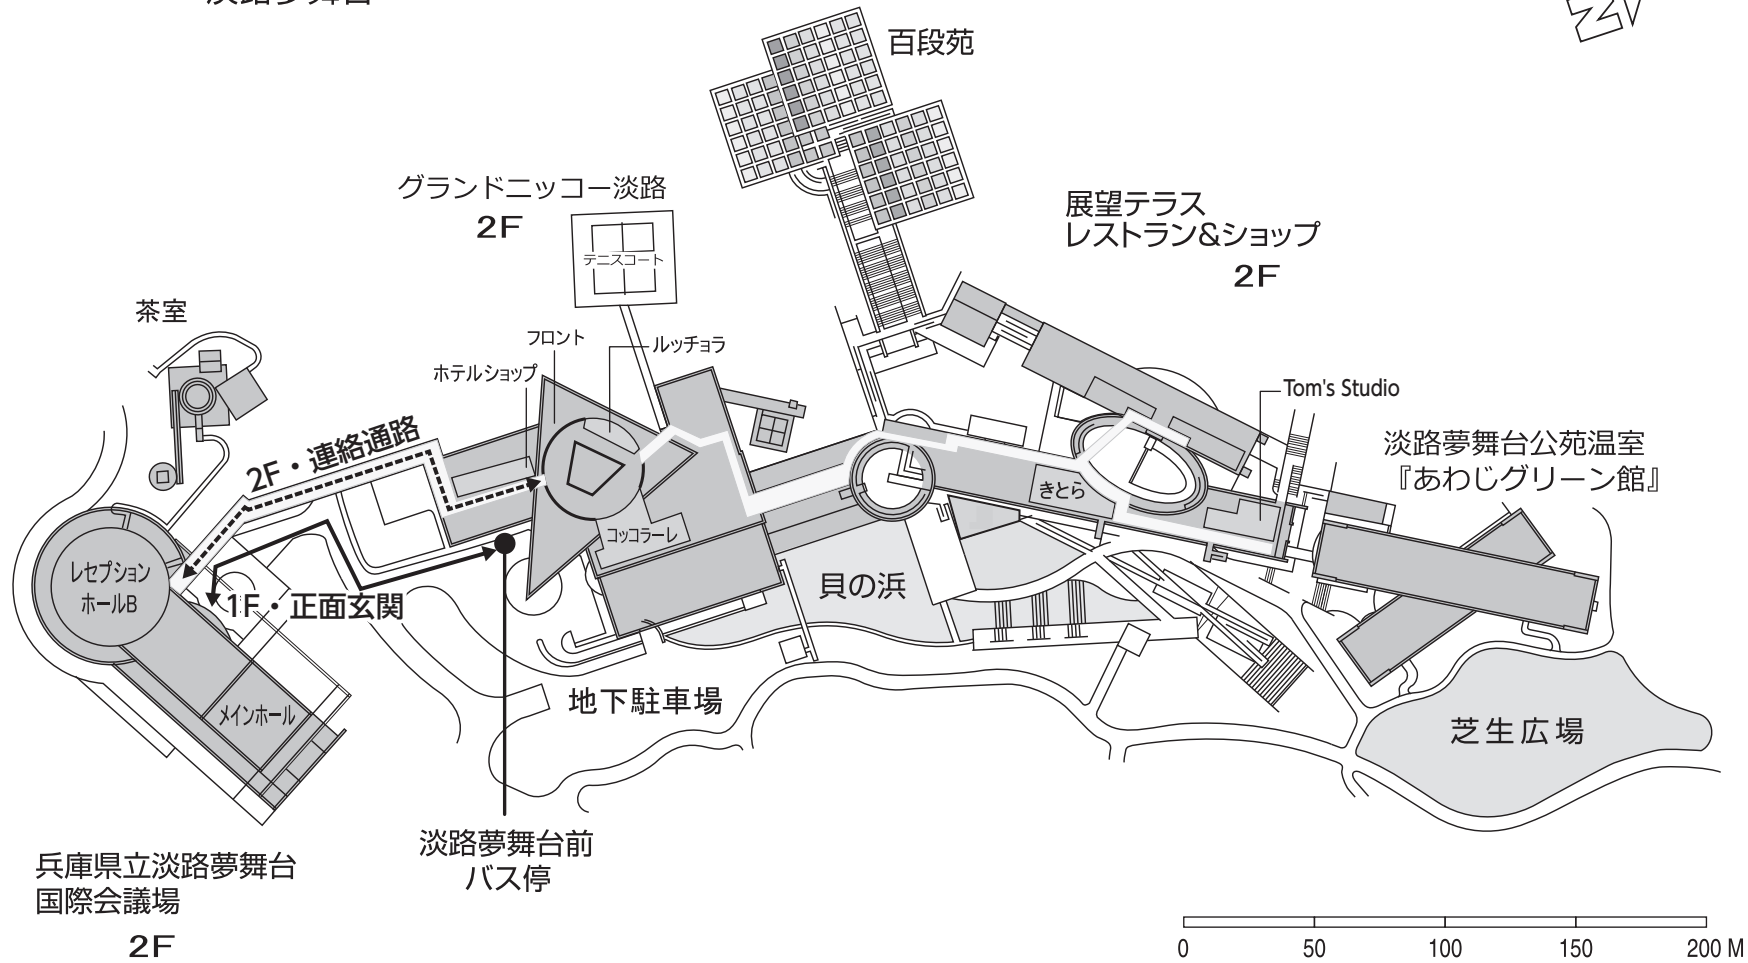 淡路夢舞台
N
百段苑
グランドニッコー淡路
2F
展望テラス
レストラン&ショップ
2F
テニスコート
茶室
フロント
ルッチョラ
ホテルショップ
Tom's Studio
淡路夢舞台公苑温室
『あわじグリーン館』
2F・連絡通路
きとら
コッコラーレ
レセプション
ホールB
1F・正面玄関
貝の浜
地下駐車場
メインホール
芝生広場
淡路夢舞台前
バス停
兵庫県立淡路夢舞台
国際会議場
2F
0 50 100 150 200 M